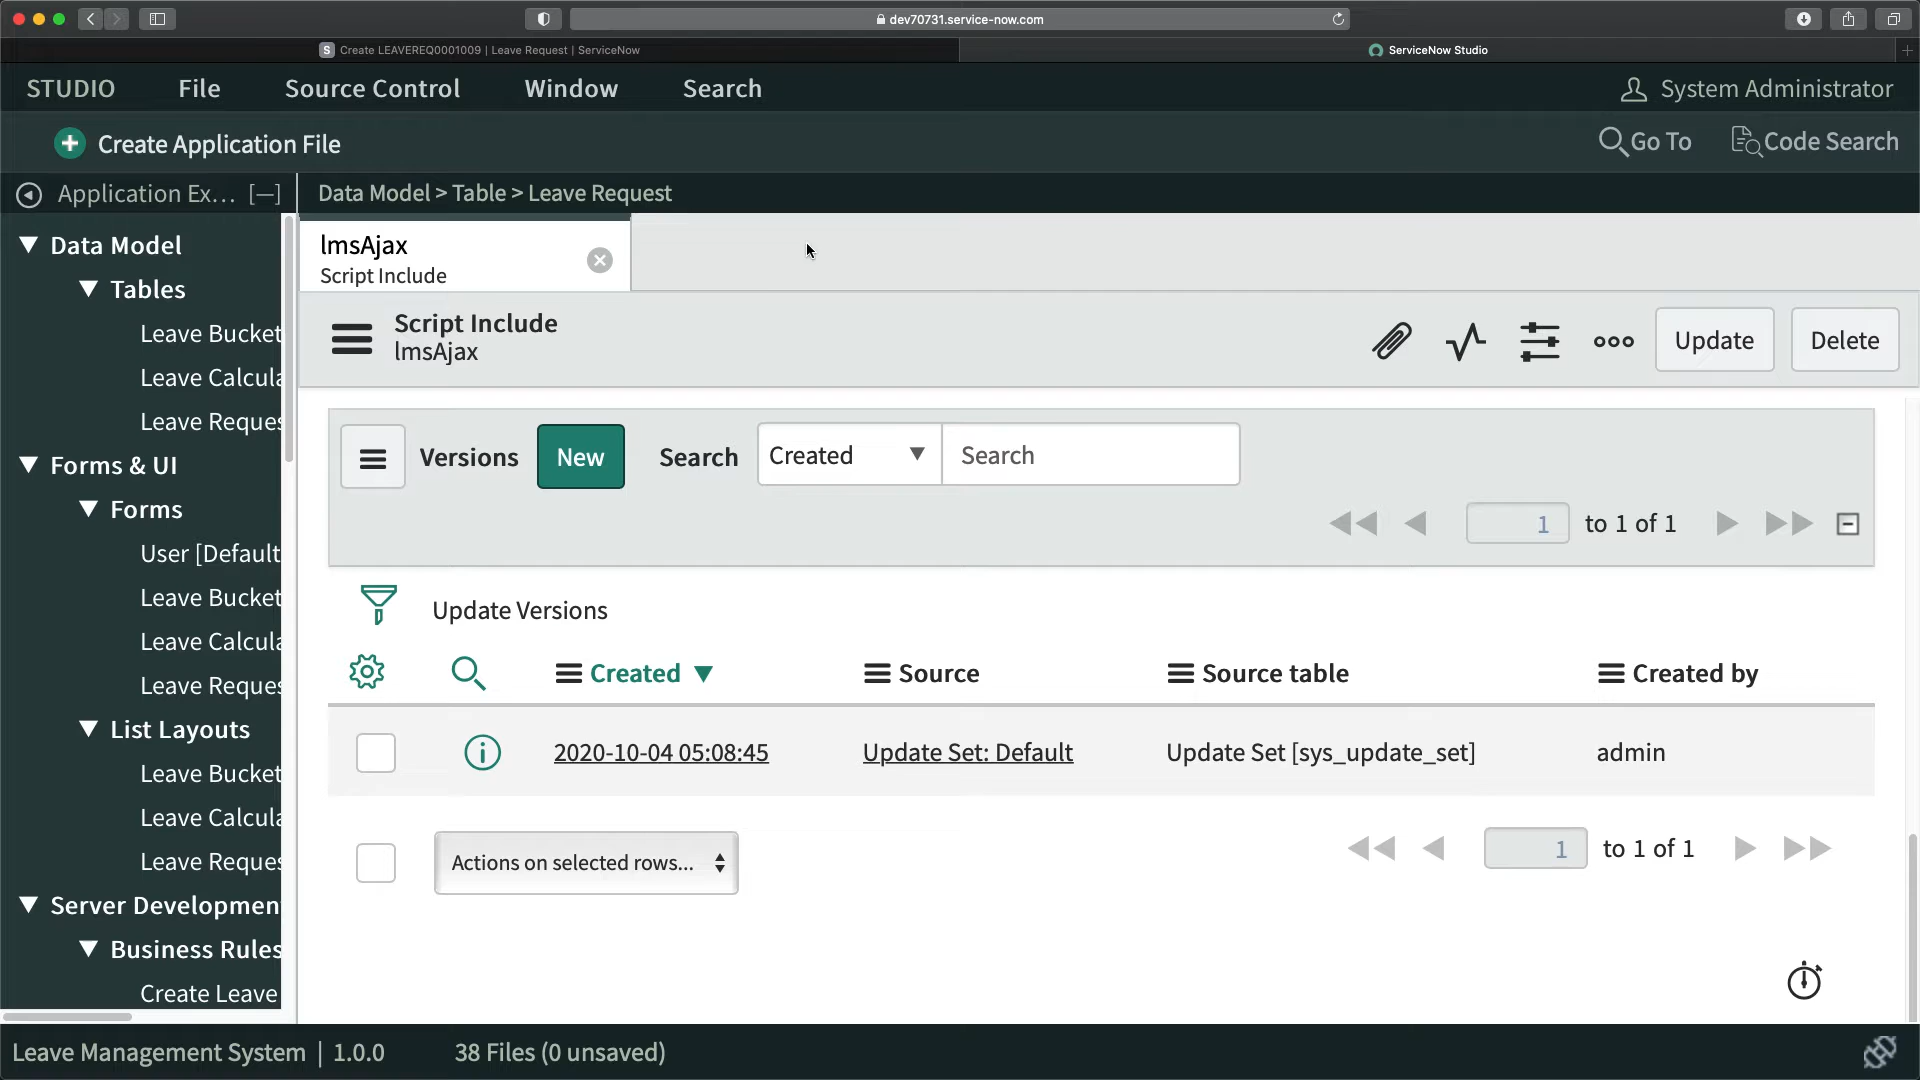 dev70731.service-now.com
S Create LEAVEREQ0001009 | Leave Request | ServiceNow
ServiceNow Studio
STUDIO File Source Control Window Search System Administrator
Create Application File Go To Code Search
Application Ex... [—] Data Model > Table > Leave Request
Data Model
Tables
Leave Bucket
Leave Calcula
Leave Reques
Forms & UI
Forms
User [Default
Leave Bucket
Leave Calcula
Leave Reques
List Layouts
Leave Bucket
Leave Calcula
Leave Reques
Server Developmen
Business Rules
Create Leave
lmsAjax
Script Include
Script Include
lmsAjax
Update Delete
Versions New Search Created Search
1 to 1 of 1
Update Versions
Created Source Source table Created by
2020-10-04 05:08:45 Update Set: Default Update Set [sys_update_set] admin
Actions on selected rows... 1 to 1 of 1
Leave Management System | 1.0.0 38 Files (0 unsaved)